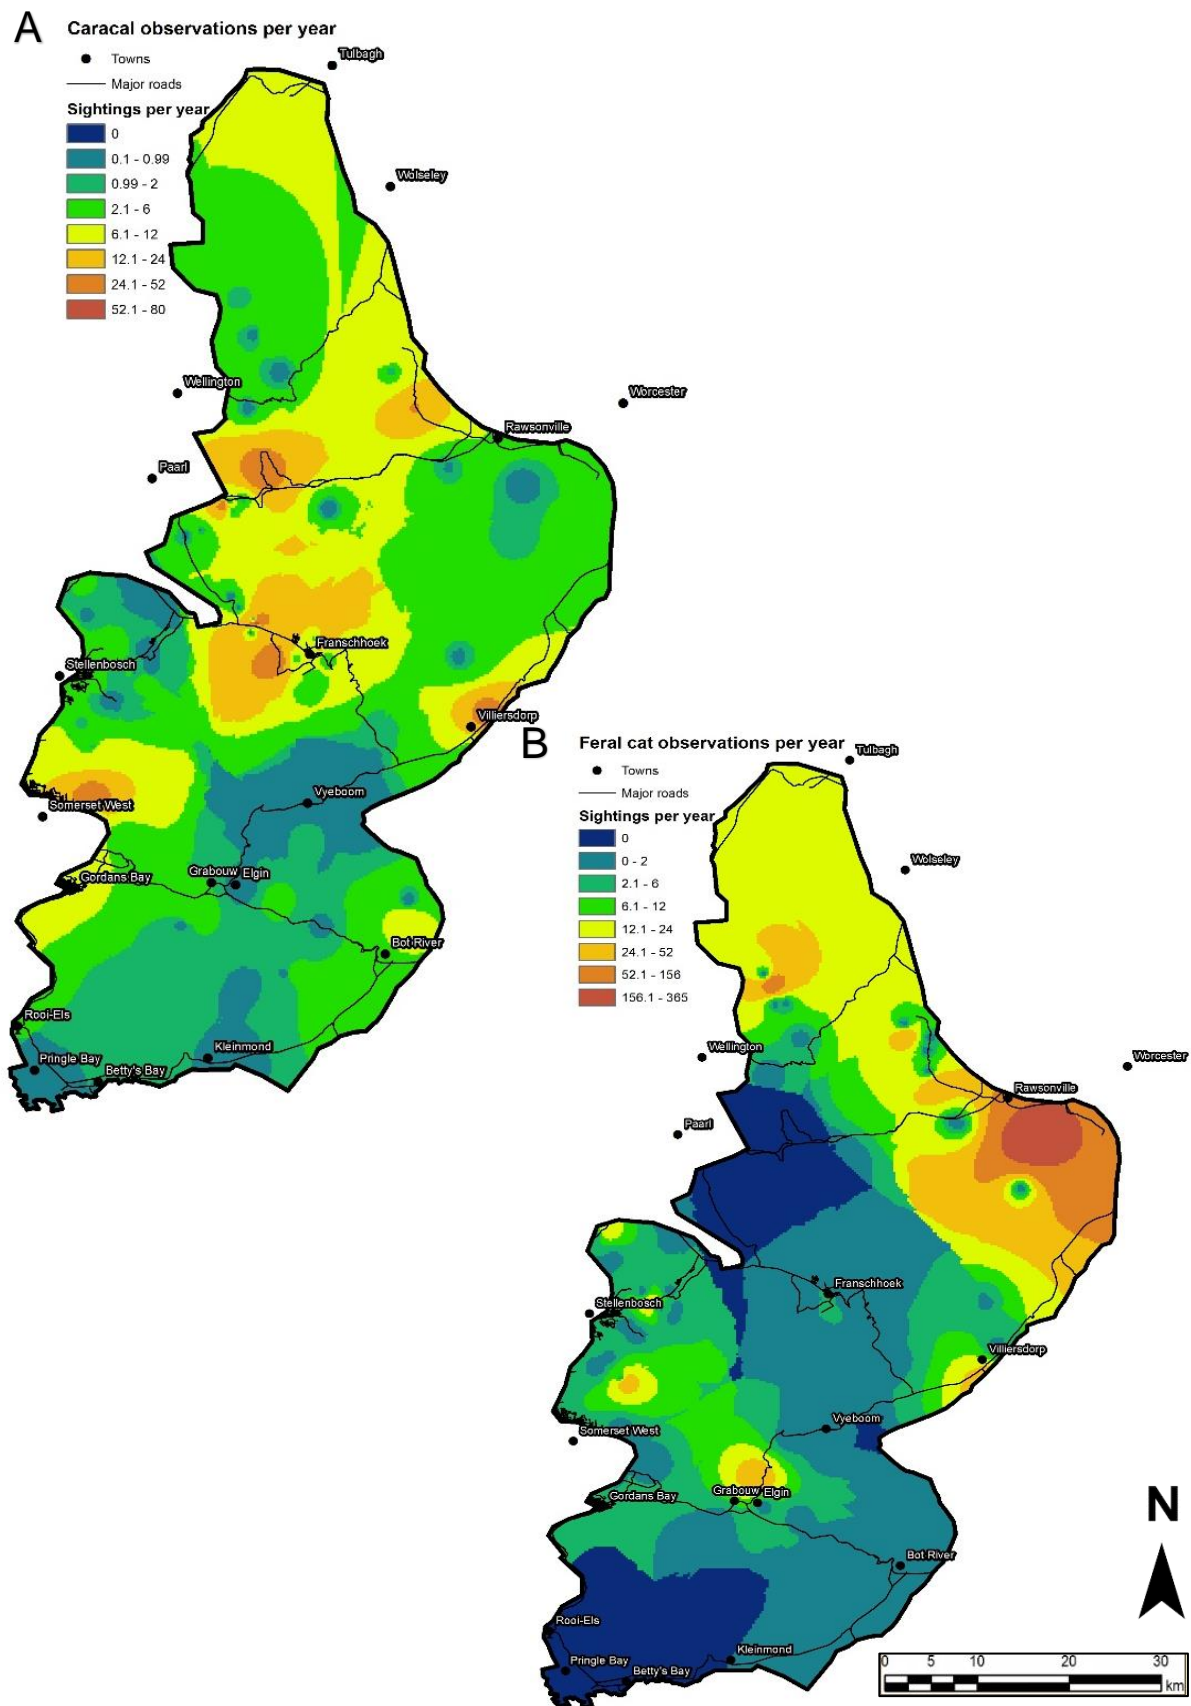 A
Caracal observations per year
Towns
Major roads
Sightings per year
0
0.1 - 0.99
0.99 - 2
2.1 - 6
6.1 - 12
12.1 - 24
24.1 - 52
52.1 - 80
Tulbagh
Wolseley
Wellington
Worcester
Rawsonville
Paarl
Franschhoek
Stellenbosch
Villiersdorp
Vyeboom
Somerset West
Grabouw
Elgin
Gordans Bay
Bot River
Rooi-Els
Kleinmond
Pringle Bay
Betty's Bay
B
Feral cat observations per year
Towns
Major roads
Sightings per year
0
0 - 2
2.1 - 6
6.1 - 12
12.1 - 24
24.1 - 52
52.1 - 156
156.1 - 365
Tulbagh
Wolseley
Wellington
Worcester
Rawsonville
Paarl
Franschhoek
Stellenbosch
Villiersdorp
Vyeboom
Somerset West
Grabouw
Elgin
Gordans Bay
Bot River
Rooi-Els
Kleinmond
Pringle Bay
Betty's Bay
N
0 5 10 20 30
km